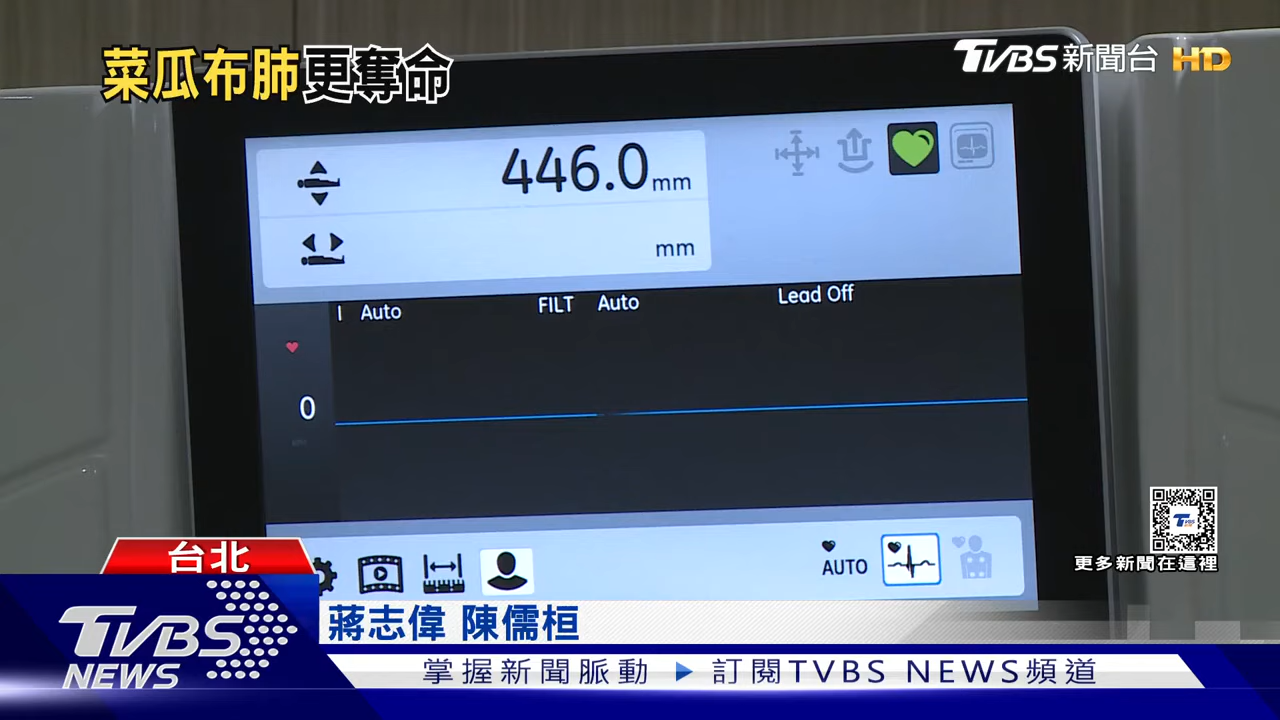 菜瓜布肺更奪命
TVBS新聞台 HD
446.0 mm
mm
I Auto FILT Auto Lead Off
0
AUTO
更多新聞在這裡
台北
TVBS NEWS
蔣志偉 陳儒桓
掌握新聞脈動 ▶ 訂閱TVBS NEWS頻道